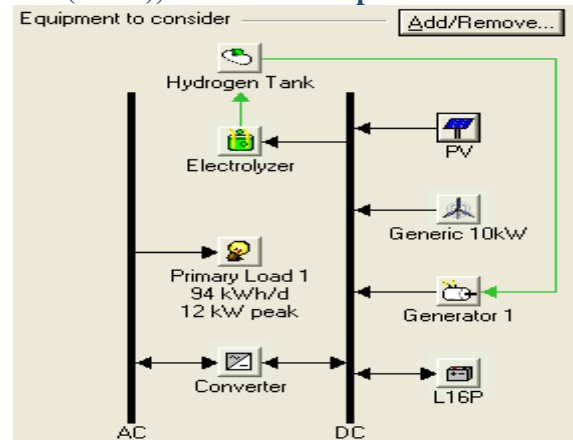 Equipment to consider
Add/Remove...
Hydrogen Tank
Electrolyzer
PV
Generic 10kW
Primary Load 1
94 kWh/d
12 kW peak
Generator 1
Converter
L16P
AC
DC